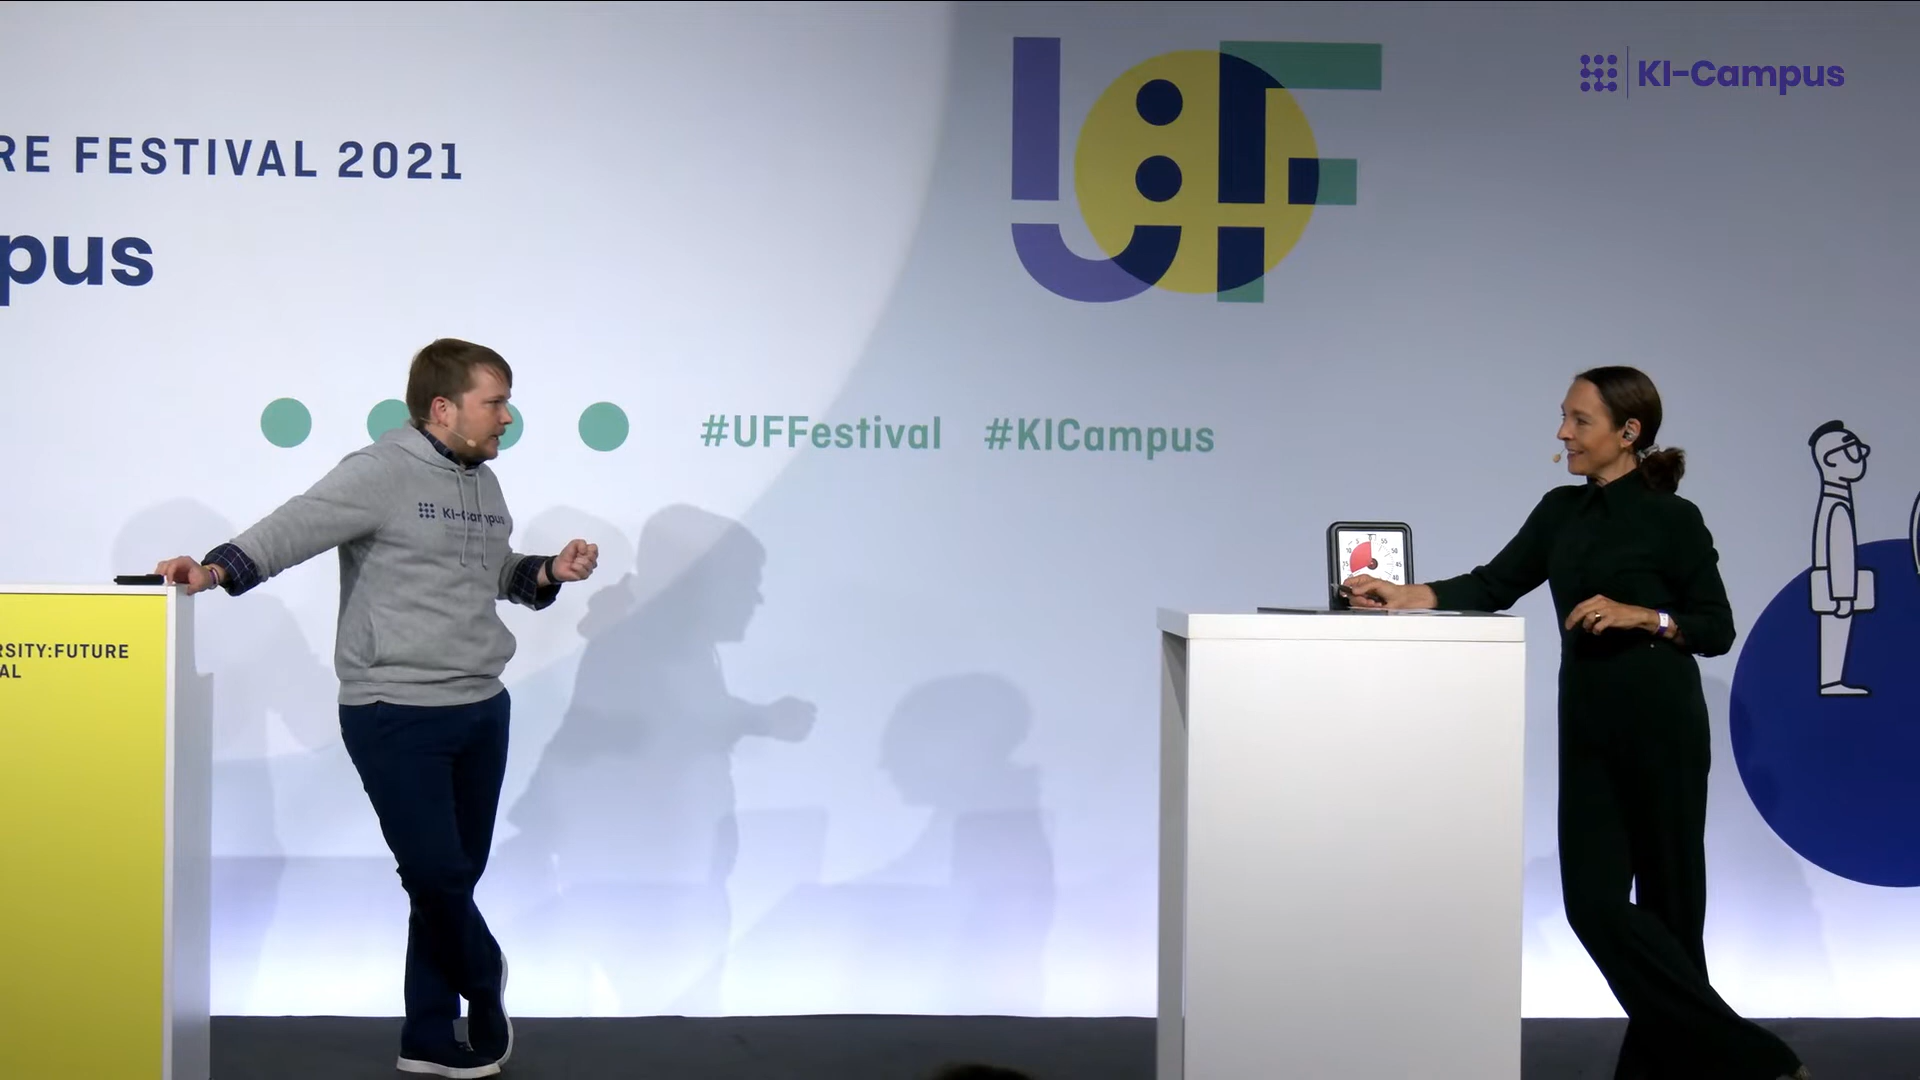 RE FESTIVAL 2021
pus
U:F
KI-Campus
#UFFestival #KICampus
KI-Campus
RSITY:FUTURE
AL